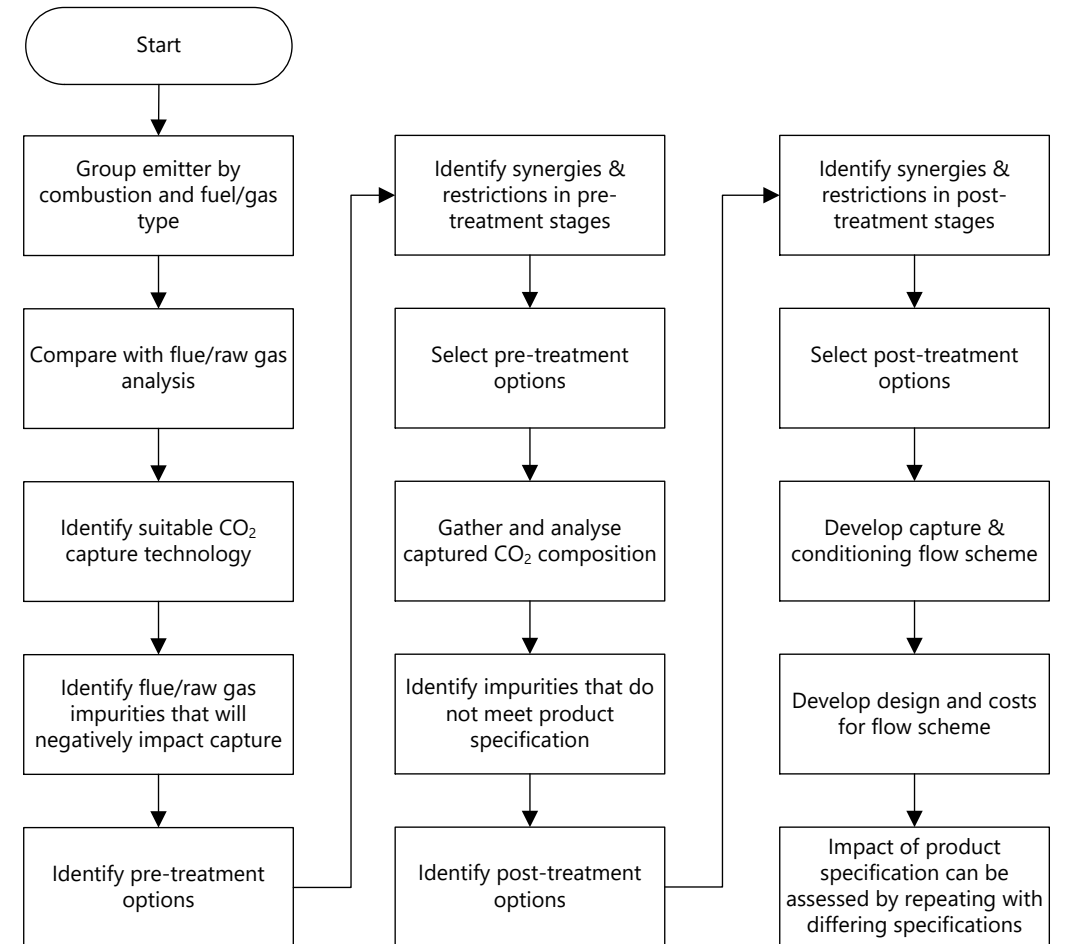 Start
Group emitter by
combustion and fuel/gas
type
Compare with flue/raw gas
analysis
Identify suitable CO₂
capture technology
Identify flue/raw gas
impurities that will
negatively impact capture
Identify pre-treatment
options
Identify synergies &
restrictions in pre-
treatment stages
Select pre-treatment
options
Gather and analyse
captured CO₂ composition
Identify impurities that do
not meet product
specification
Identify post-treatment
options
Identify synergies &
restrictions in post-
treatment stages
Select post-treatment
options
Develop capture &
conditioning flow scheme
Develop design and costs
for flow scheme
Impact of product
specification can be
assessed by repeating with
differing specifications